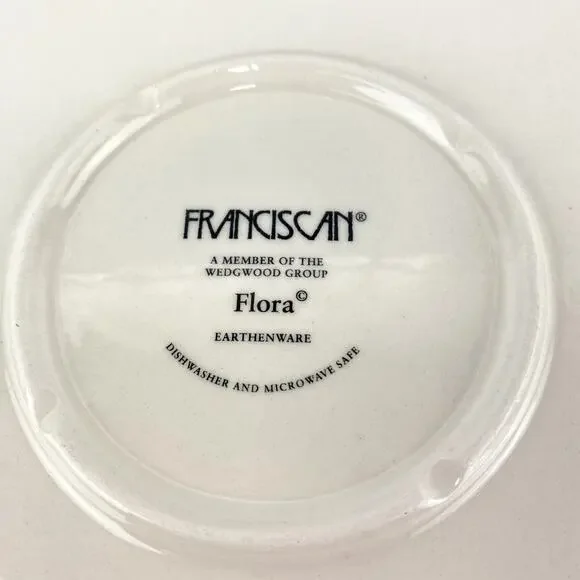 FRANCISCAN®
A MEMBER OF THE
WEDGWOOD GROUP
Flora©
EARTHENWARE
DISHWASHER AND MICROWAVE SAFE